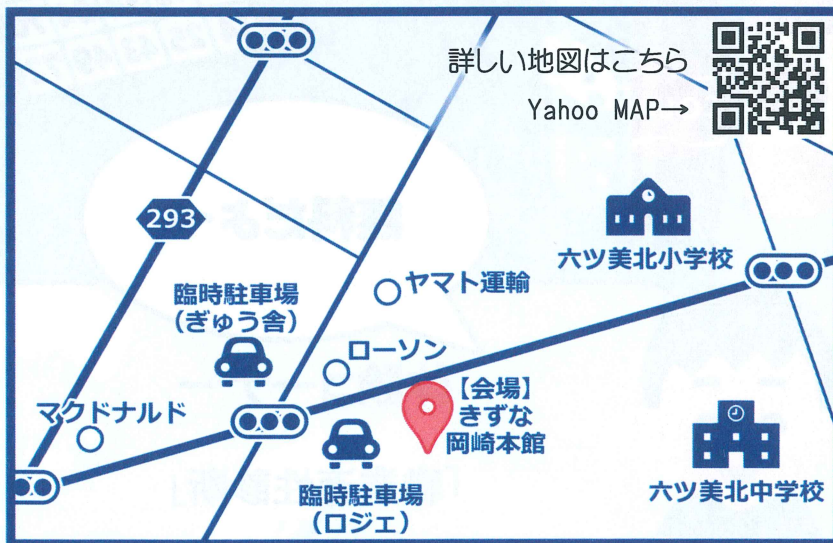 詳しい地図はこちら
Yahoo MAP→
293
六ツ美北小学校
ヤマト運輸
臨時駐車場
(ぎゅう舎)
ローソン
マクドナルド
【会場】
きずな
岡崎本館
臨時駐車場
(ロジェ)
六ツ美北中学校